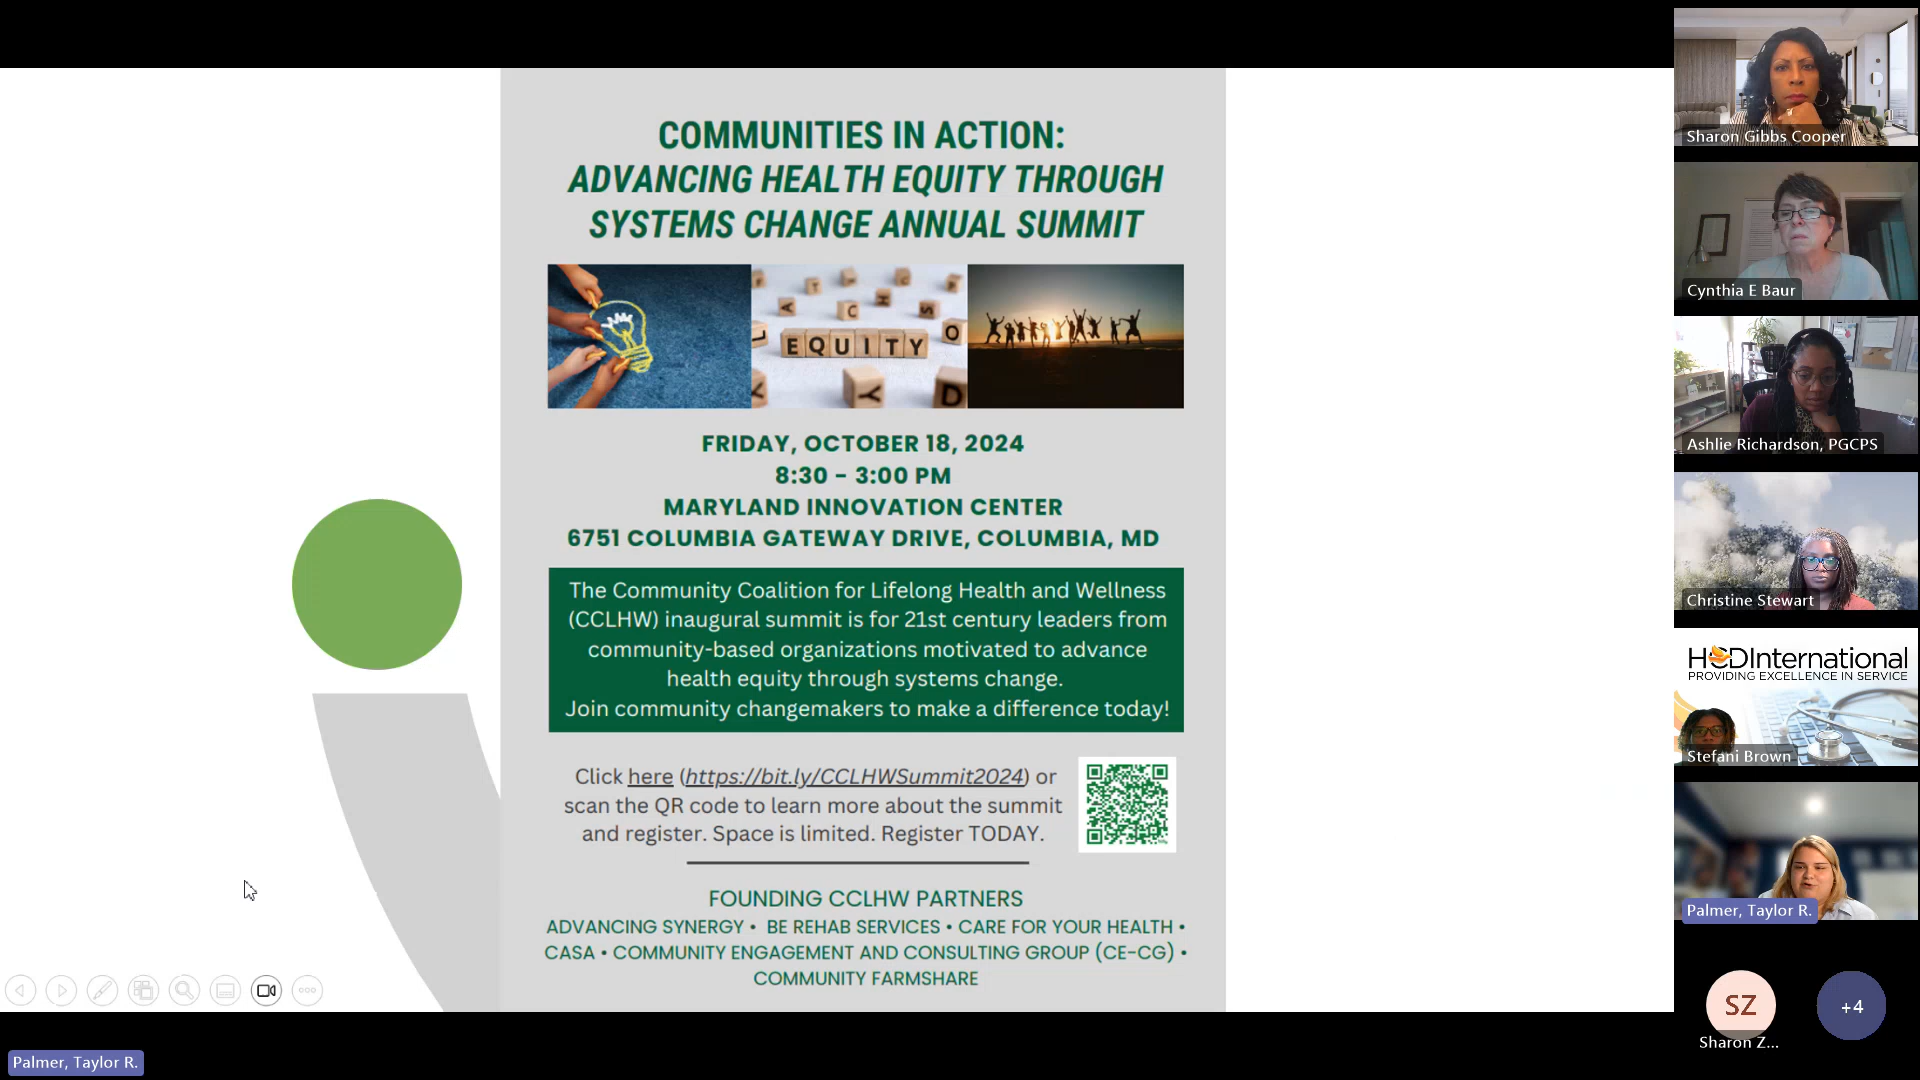 COMMUNITIES IN ACTION:
ADVANCING HEALTH EQUITY THROUGH
SYSTEMS CHANGE ANNUAL SUMMIT
EQUITY
FRIDAY, OCTOBER 18, 2024
8:30 - 3:00 PM
MARYLAND INNOVATION CENTER
6751 COLUMBIA GATEWAY DRIVE, COLUMBIA, MD
The Community Coalition for Lifelong Health and Wellness
(CCLHW) inaugural summit is for 21st century leaders from
community-based organizations motivated to advance
health equity through systems change.
Join community changemakers to make a difference today!
Click here (https://bit.ly/CCLHWSummit2024) or
scan the QR code to learn more about the summit
and register. Space is limited. Register TODAY.
FOUNDING CCLHW PARTNERS
ADVANCING SYNERGY • BE REHAB SERVICES • CARE FOR YOUR HEALTH •
CASA • COMMUNITY ENGAGEMENT AND CONSULTING GROUP (CE-CG) •
COMMUNITY FARMSHARE
Palmer, Taylor R.
Sharon Gibbs Cooper
Cynthia E Baur
Ashlie Richardson, PGCPS
Christine Stewart
HSDInternational
PROVIDING EXCELLENCE IN SERVICE
Stefani Brown
Palmer, Taylor R.
SZ
+4
Sharon Z...